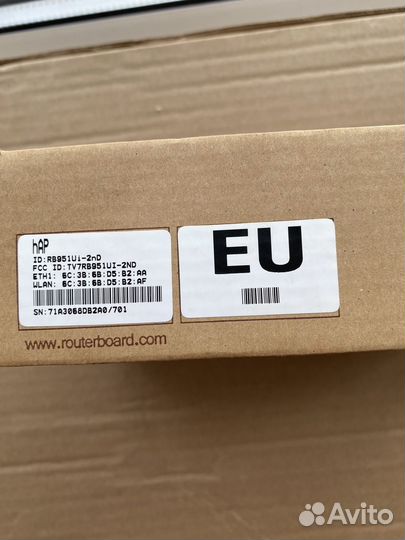 hAP
ID:RB951Ui-2nD
FCC ID:TV7RB951UI-2ND
ETH1: 6C:3B:6B:D5:B2:AA
WLAN: 6C:3B:6B:D5:B2:AF
SN:71A3068DB2A0/701
EU
www.routerboard.com
Avito